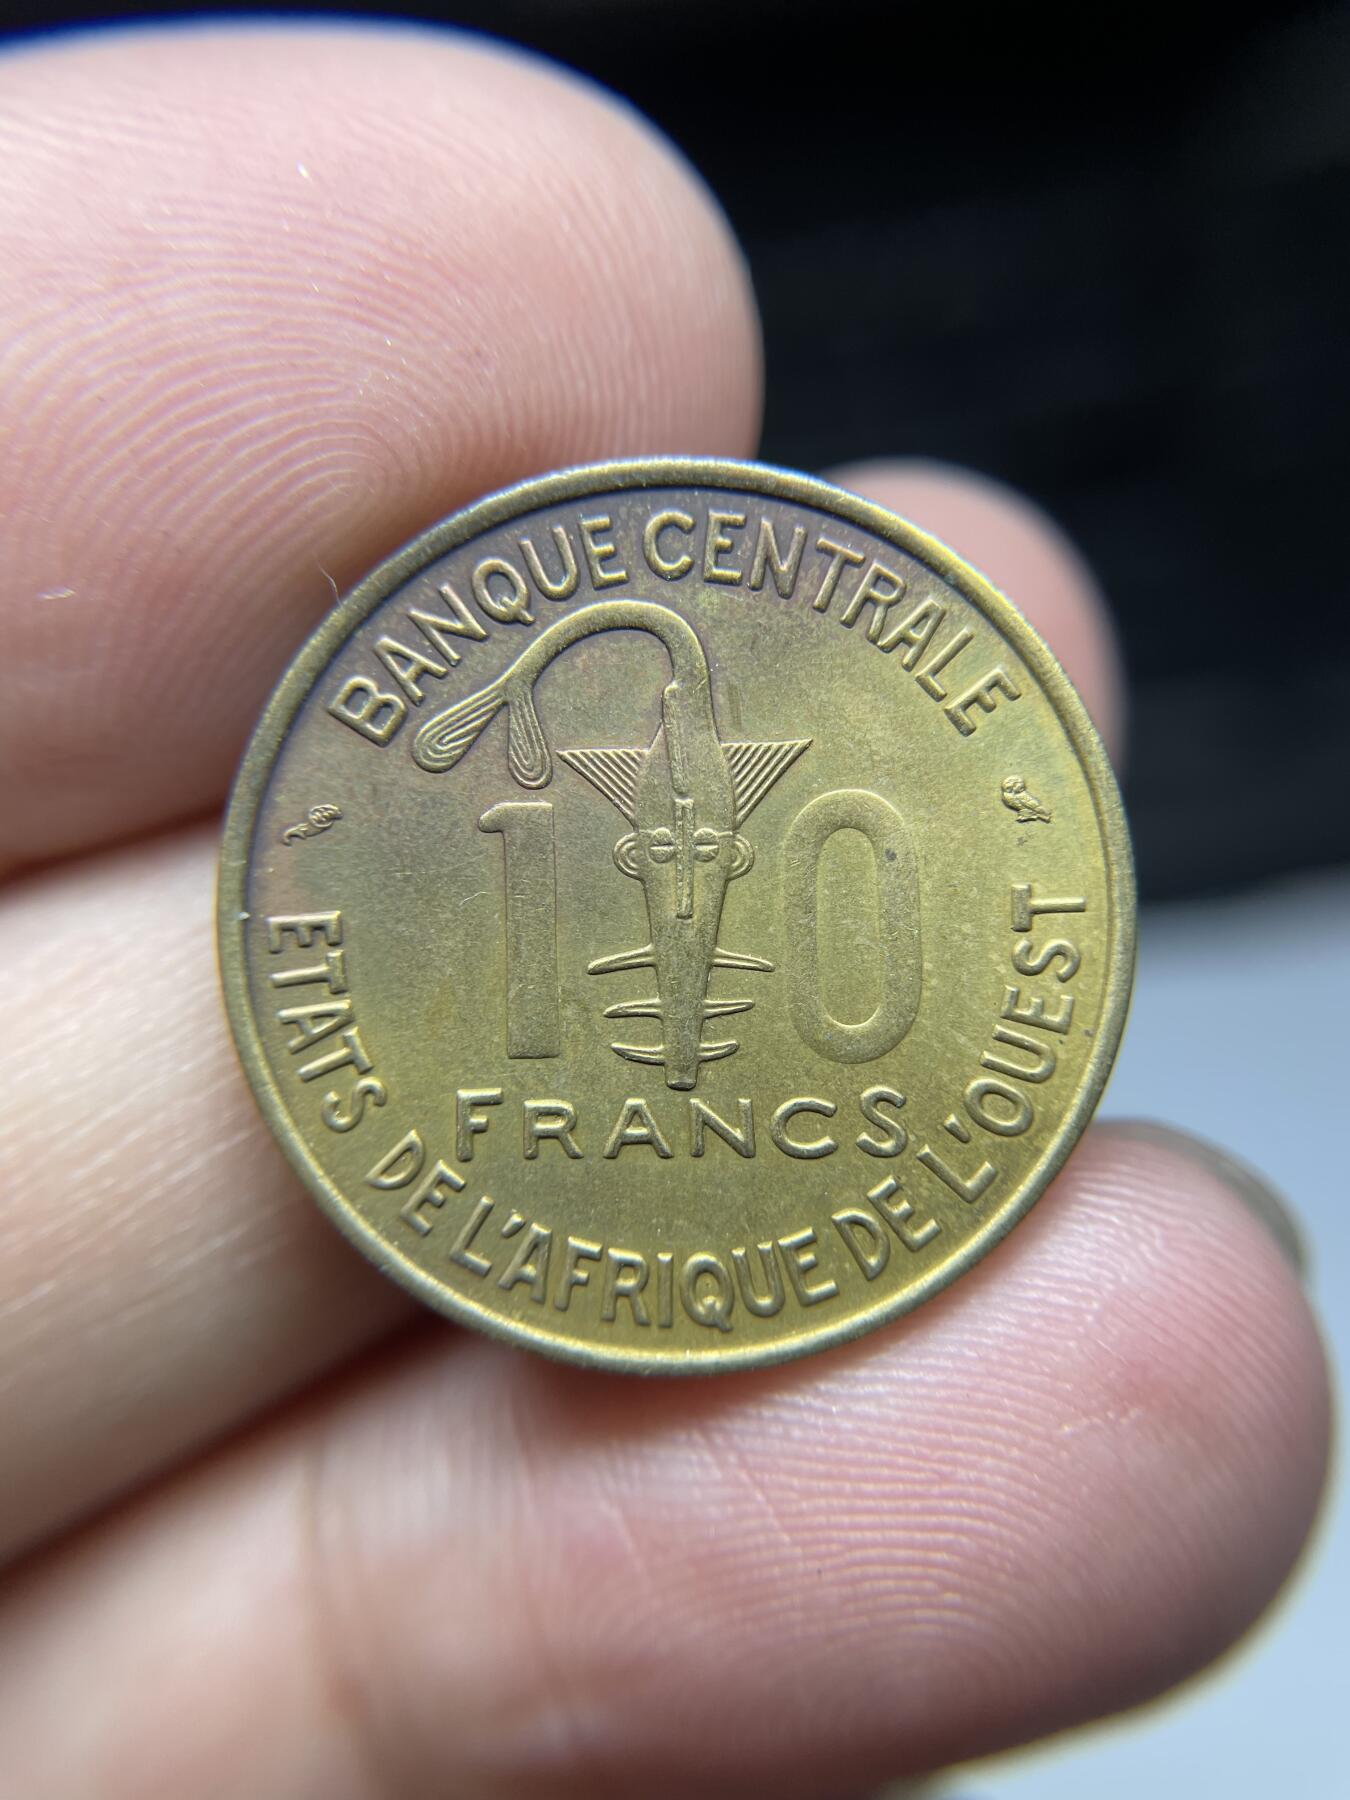 BANQUE CENTRALE
10
FRANCS
ETATS DE L'AFRIQUE DE L'OUEST